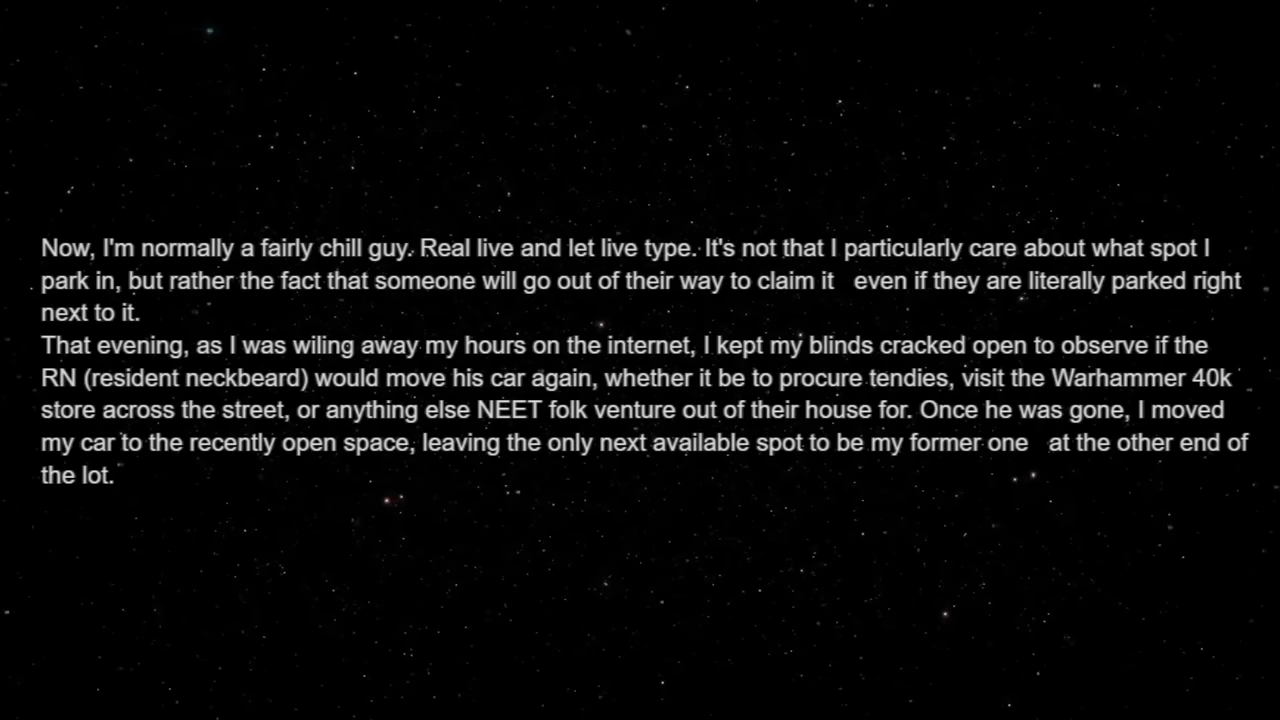 Now, I'm normally a fairly chill guy. Real live and let live type. It's not that I particularly care about what spot I
park in, but rather the fact that someone will go out of their way to claim it   even if they are literally parked right
next to it.
That evening, as I was wiling away my hours on the internet, I kept my blinds cracked open to observe if the
RN (resident neckbeard) would move his car again, whether it be to procure tendies, visit the Warhammer 40k
store across the street, or anything else NEET folk venture out of their house for. Once he was gone, I moved
my car to the recently open space, leaving the only next available spot to be my former one   at the other end of
the lot.